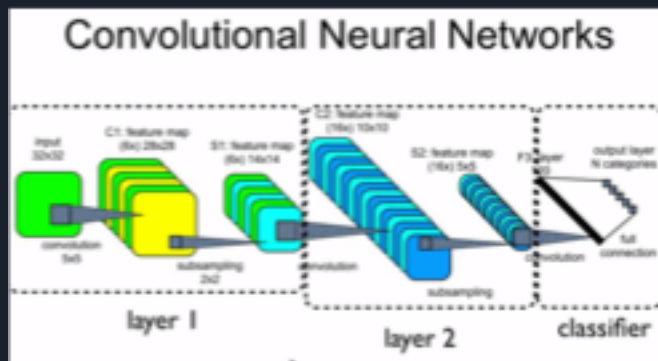 Convolutional Neural Networks
input
32x32
C1: feature map
(6x) 28x28
S1: feature map
(6x) 14x14
C2: feature map
(16x) 10x10
S2: feature map
(16x) 5x5
F3: layer
output layer
N categories
convolution
5x5
subsampling
2x2
convolution
subsampling
convolution
full
connection
layer 1
layer 2
classifier